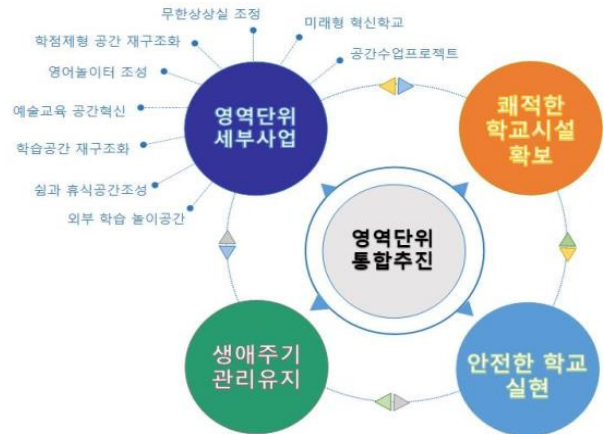 무한상상실 조정
미래형 혁신학교
학점제형 공간 재구조화
공간수업프로젝트
영어놀이터 조성
예술교육 공간혁신
학습공간 재구조화
쉼과 휴식공간조성
외부 학습 놀이공간
영역단위
세부사업
쾌적한
학교시설
확보
영역단위
통합추진
생애주기
관리유지
안전한 학교
실현